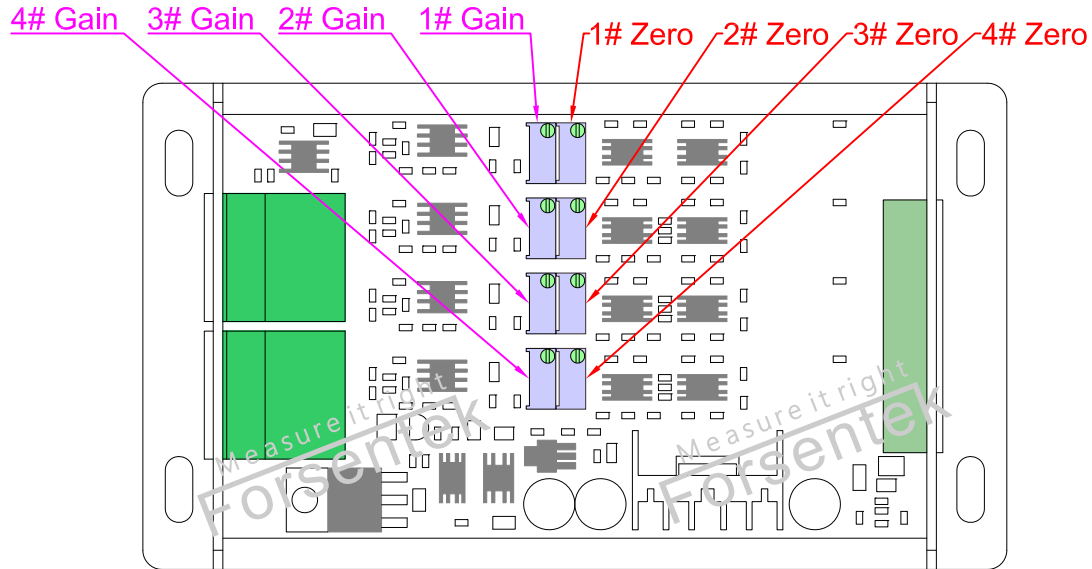 4# Gain 3# Gain 2# Gain 1# Gain
1# Zero 2# Zero 3# Zero 4# Zero
Measure it right
Forsentek
Measure it right
Forsentek